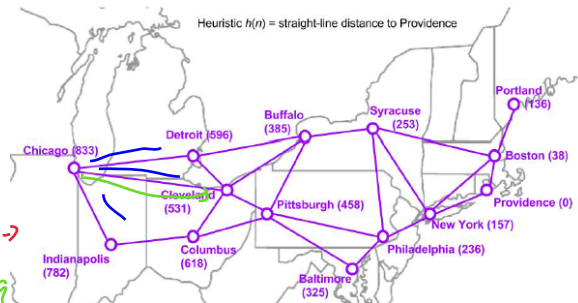 Heuristic h(n) = straight-line distance to Providence
Portland
(136)
Buffalo
(385)
Syracuse
(253)
Detroit (596)
Chicago (833)
Boston (38)
Cleveland
(531)
Pittsburgh (458)
Providence (0)
New York (157)
Indianapolis
(782)
Columbus
(618)
Philadelphia (236)
Baltimore
(325)